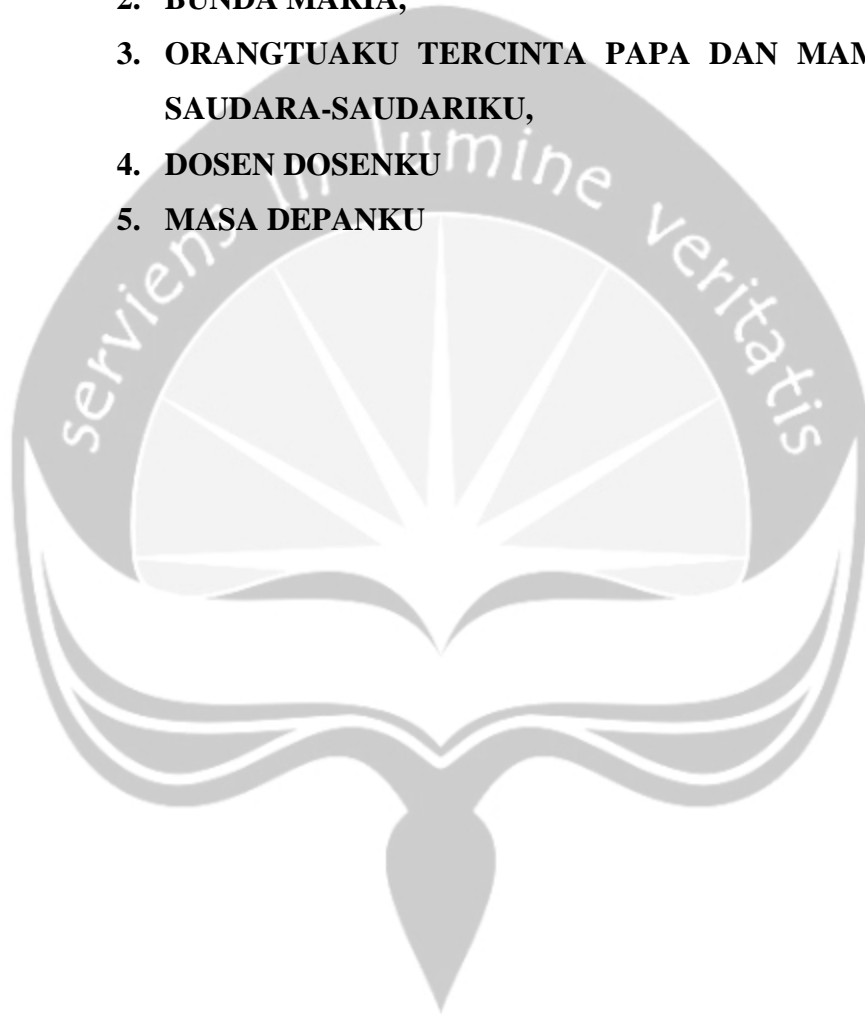 2. BUNDA MARIA,
3. ORANGTUAKU TERCINTA PAPA DAN
SAUDARA-SAUDARIKU,
4. DOSEN DOSENKU
5. MASA DEPANKU
serviens in lumine veritatis